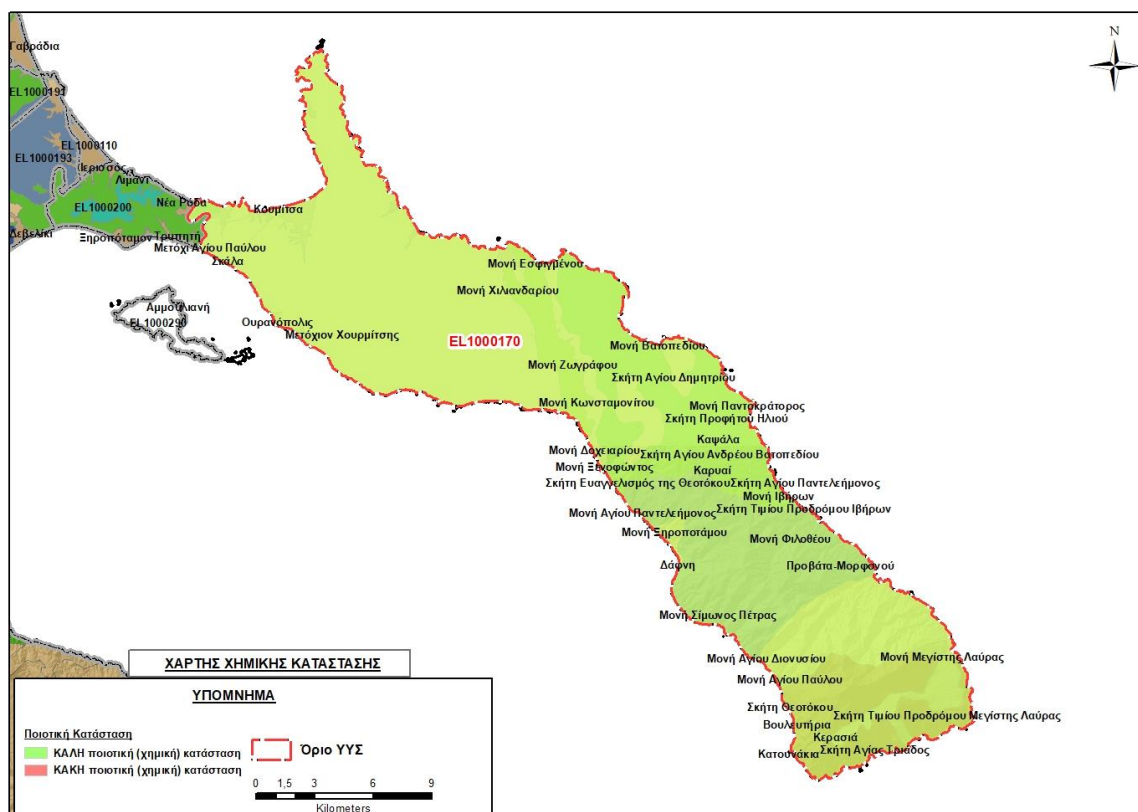 N
Γαβράδια
EL1000191
EL1000110
EL1000193
Ιερισσός
Λιμάνι
EL1000200
Νέα Ρόδα
Κουμίτσα
Δεβελίκι
Ξηροπόταμον
Τρυπητή
Μετόχι Αγίου Παύλου
Σκάλα
Μονή Εσφιγμένου
Μονή Χιλιανδαρίου
Αμμουλιανή
EL1000290
Ουρανόπολις
Μετόχιον Χουρμίτσης
EL1000170
Μονή Βατοπεδίου
Μονή Ζωγράφου
Σκήτη Αγίου Δημητρίου
Μονή Κωνσταμονίτου
Μονή Παντοκράτορος
Σκήτη Προφήτου Ηλιού
Καψάλα
Μονή Δοχειαρίου
Σκήτη Αγίου Ανδρέου Βατοπεδίου
Μονή Ξενοφώντος
Καρυαί
Σκήτη Ευαγγελισμός της Θεοτόκου
Σκήτη Αγίου Παντελεήμονος
Μονή Ιβήρων
Μονή Αγίου Παντελεήμονος
Σκήτη Τιμίου Προδρόμου Ιβήρων
Μονή Ξηροποτάμου
Μονή Φιλοθέου
Δάφνη
Προβάτα-Μορφονού
Μονή Σίμωνος Πέτρας
Μονή Αγίου Διονυσίου
Μονή Μεγίστης Λαύρας
Μονή Αγίου Παύλου
Σκήτη Θεοτόκου
Σκήτη Τιμίου Προδρόμου Μεγίστης Λαύρας
Βουλευτήρια
Κερασιά
Κατουνάκια
Σκήτη Αγίας Τριάδος
ΧΑΡΤΗΣ ΧΗΜΙΚΗΣ ΚΑΤΑΣΤΑΣΗΣ
ΥΠΟΜΝΗΜΑ
Ποιοτική Κατάσταση
ΚΑΛΗ ποιοτική (χημική) κατάσταση
ΚΑΚΗ ποιοτική (χημική) κατάσταση
Όριο ΥΥΣ
0 1,5 3 6 9
Kilometers